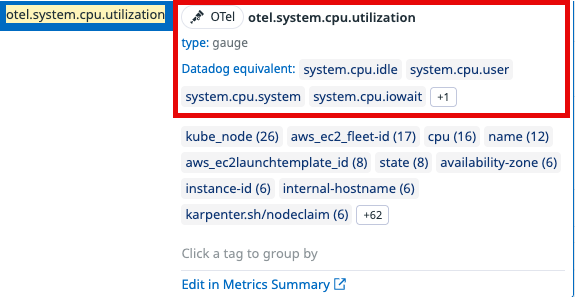 otel.system.cpu.utilization
OTel otel.system.cpu.utilization
type: gauge
Datadog equivalent: system.cpu.idle system.cpu.user
system.cpu.system system.cpu.iowait +1
kube_node (26) aws_ec2_fleet-id (17) cpu (16) name (12)
aws_ec2launchtemplate_id (8) state (8) availability-zone (6)
instance-id (6) internal-hostname (6)
karpenter.sh/nodeclaim (6) +62
Click a tag to group by
Edit in Metrics Summary